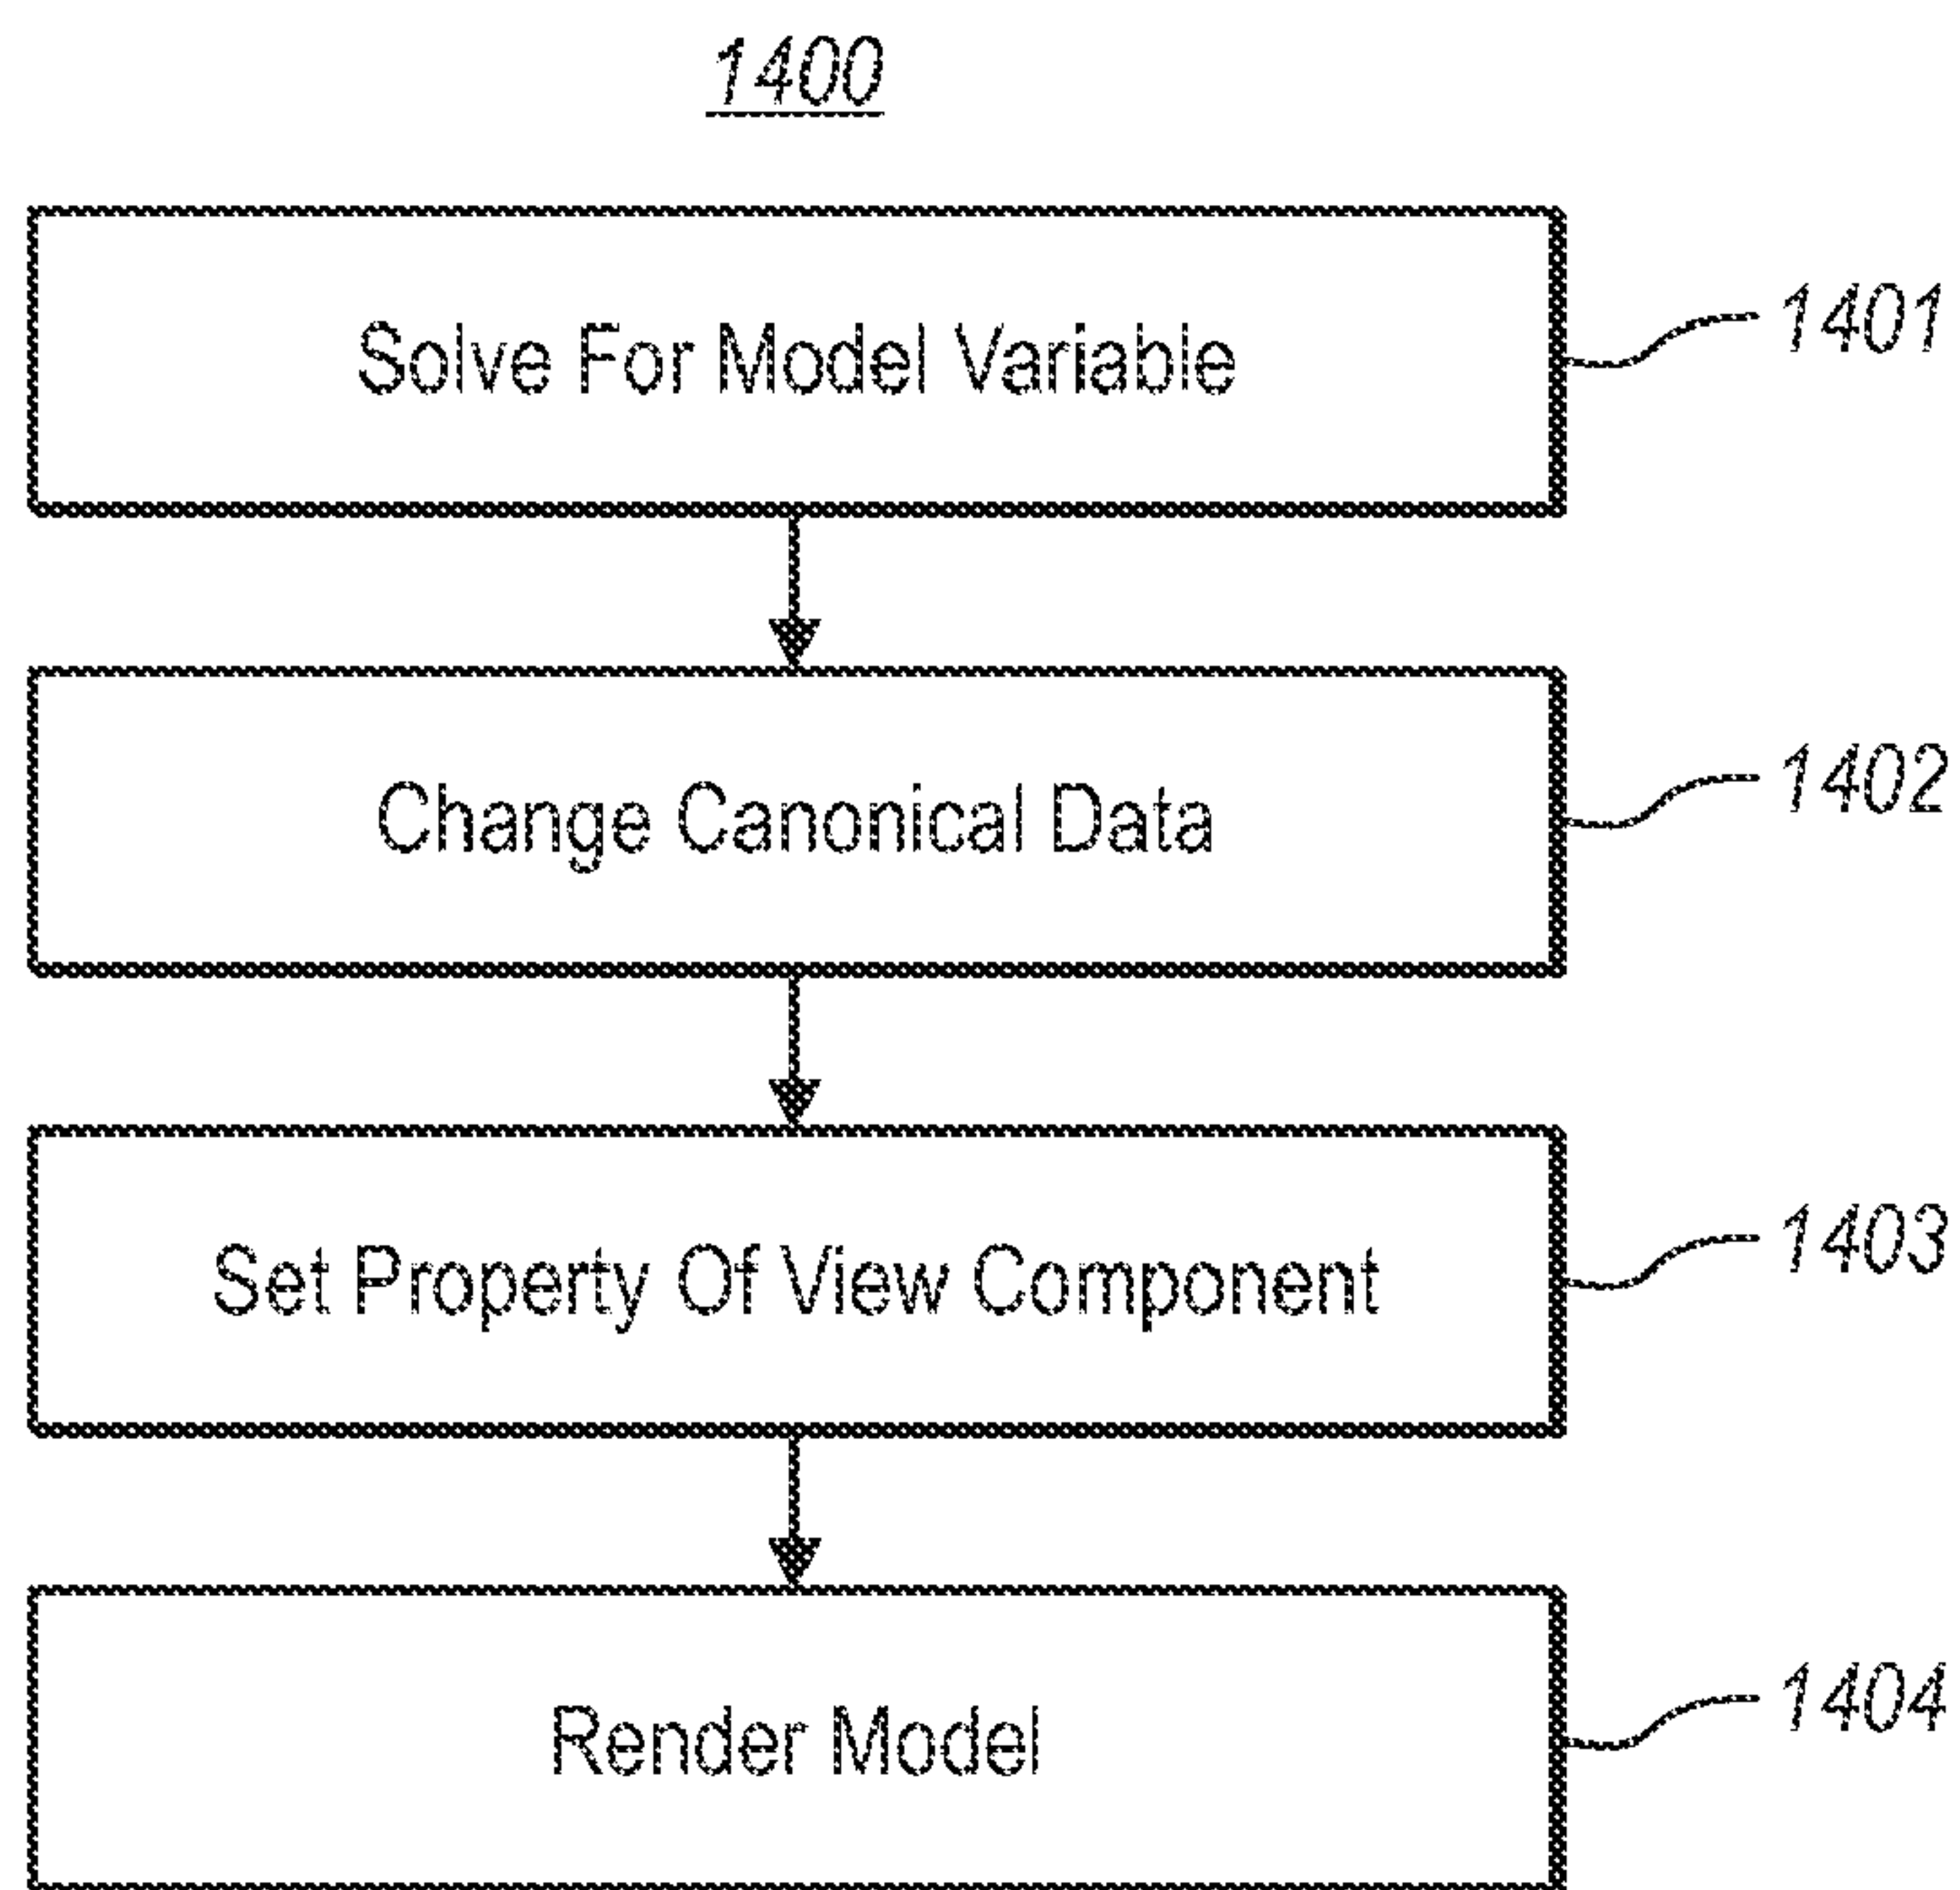 1400
Solve For Model Variable
1401
Change Canonical Data
1402
Set Property Of View Component
1403
Render Model
1404